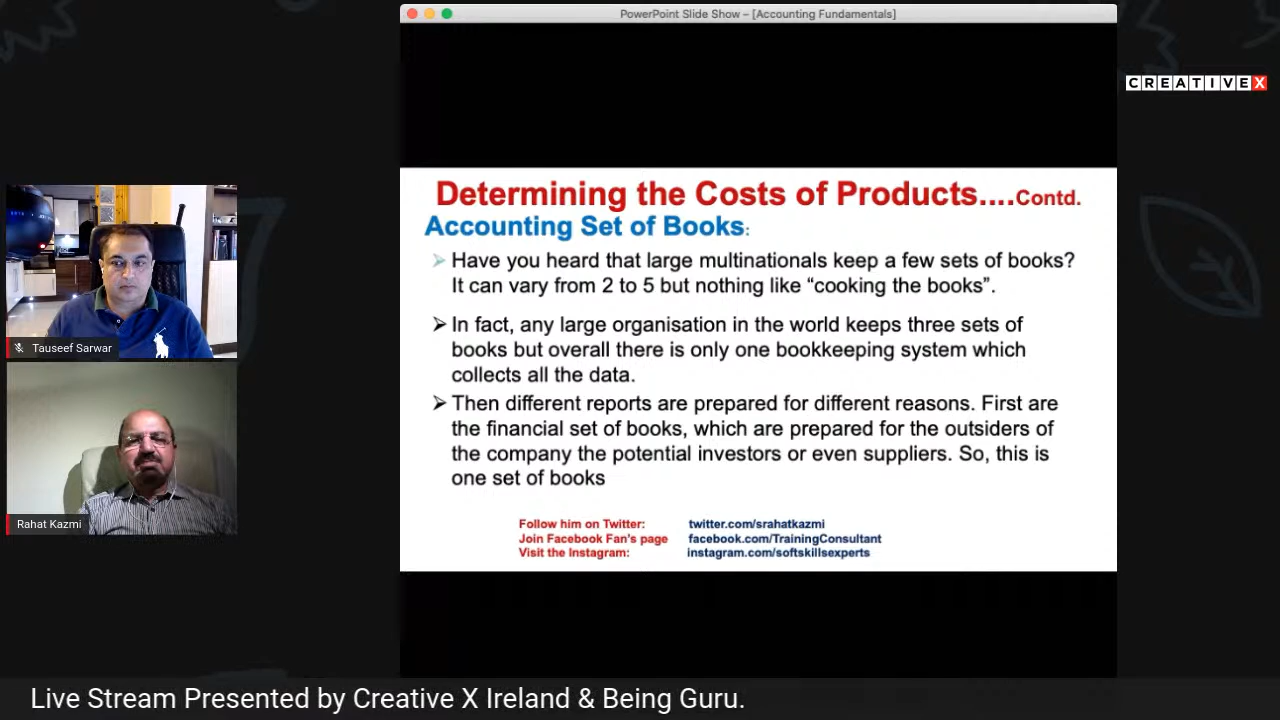 PowerPoint Slide Show – [Accounting Fundamentals]
CREATIVEX
Determining the Costs of Products....Contd.
Accounting Set of Books:
Have you heard that large multinationals keep a few sets of books?
It can vary from 2 to 5 but nothing like “cooking the books”.
In fact, any large organisation in the world keeps three sets of
books but overall there is only one bookkeeping system which
collects all the data.
Then different reports are prepared for different reasons. First are
the financial set of books, which are prepared for the outsiders of
the company the potential investors or even suppliers. So, this is
one set of books
Follow him on Twitter: twitter.com/srahatkazmi
Join Facebook Fan's page facebook.com/TrainingConsultant
Visit the Instagram: instagram.com/softskillsexperts
Tauseef Sarwar
Rahat Kazmi
Live Stream Presented by Creative X Ireland & Being Guru.